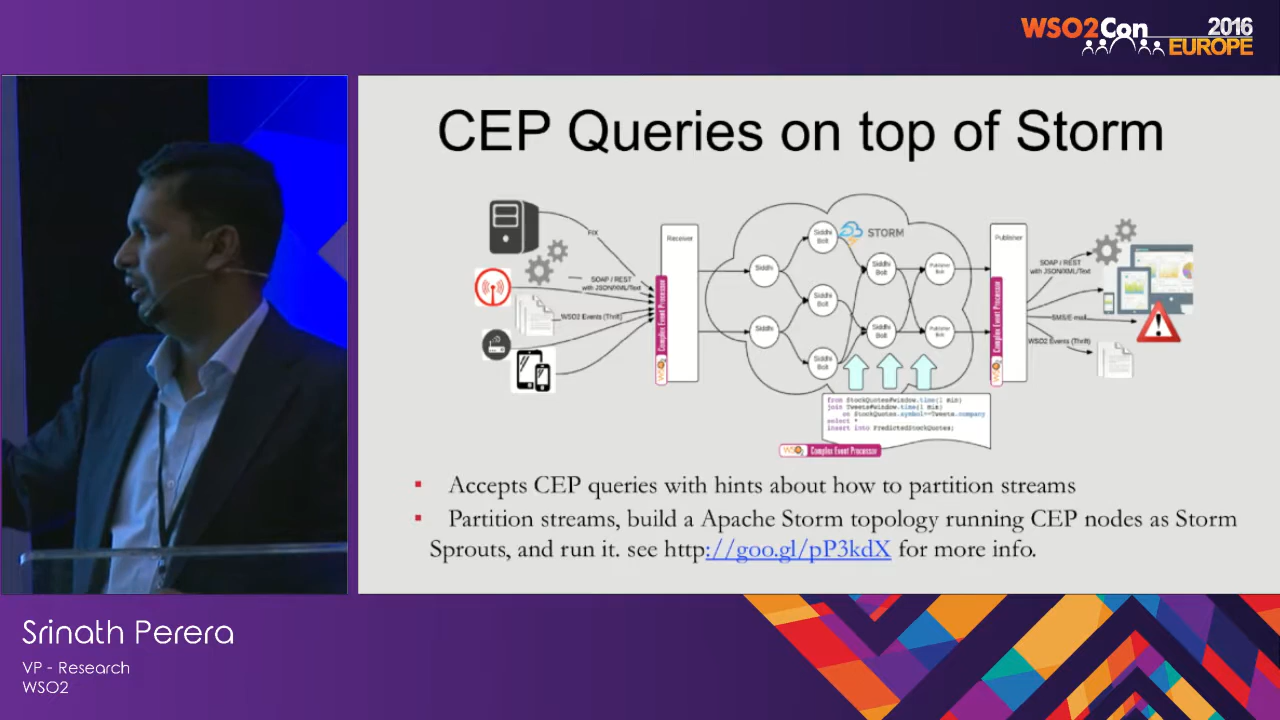 WSO2Con 2016
EUROPE
CEP Queries on top of Storm
FIX
SOAP / REST
with JSON/XML/Text
WSO2 Events (Thrift)
Receiver
WSO2 Complex Event Processor
Siddhi
Siddhi
Siddhi
Bolt
Siddhi
Bolt
Siddhi
Bolt
STORM
Siddhi
Bolt
Siddhi
Bolt
Publisher
Bolt
Publisher
Bolt
Publisher
WSO2 Complex Event Processor
SOAP / REST
with JSON/XML/Text
SMS/E-mail
WSO2 Events (Thrift)
from StockQuotes#window.time(1 min)
join Tweets#window.time(1 min)
on StockQuotes.symbol==Tweets.company
select *
insert into PredictedStockQuotes;
WSO2 Complex Event Processor
▪ Accepts CEP queries with hints about how to partition streams
▪ Partition streams, build a Apache Storm topology running CEP nodes as Storm
Sprouts, and run it. see http://goo.gl/pP3kdX for more info.
Srinath Perera
VP - Research
WSO2